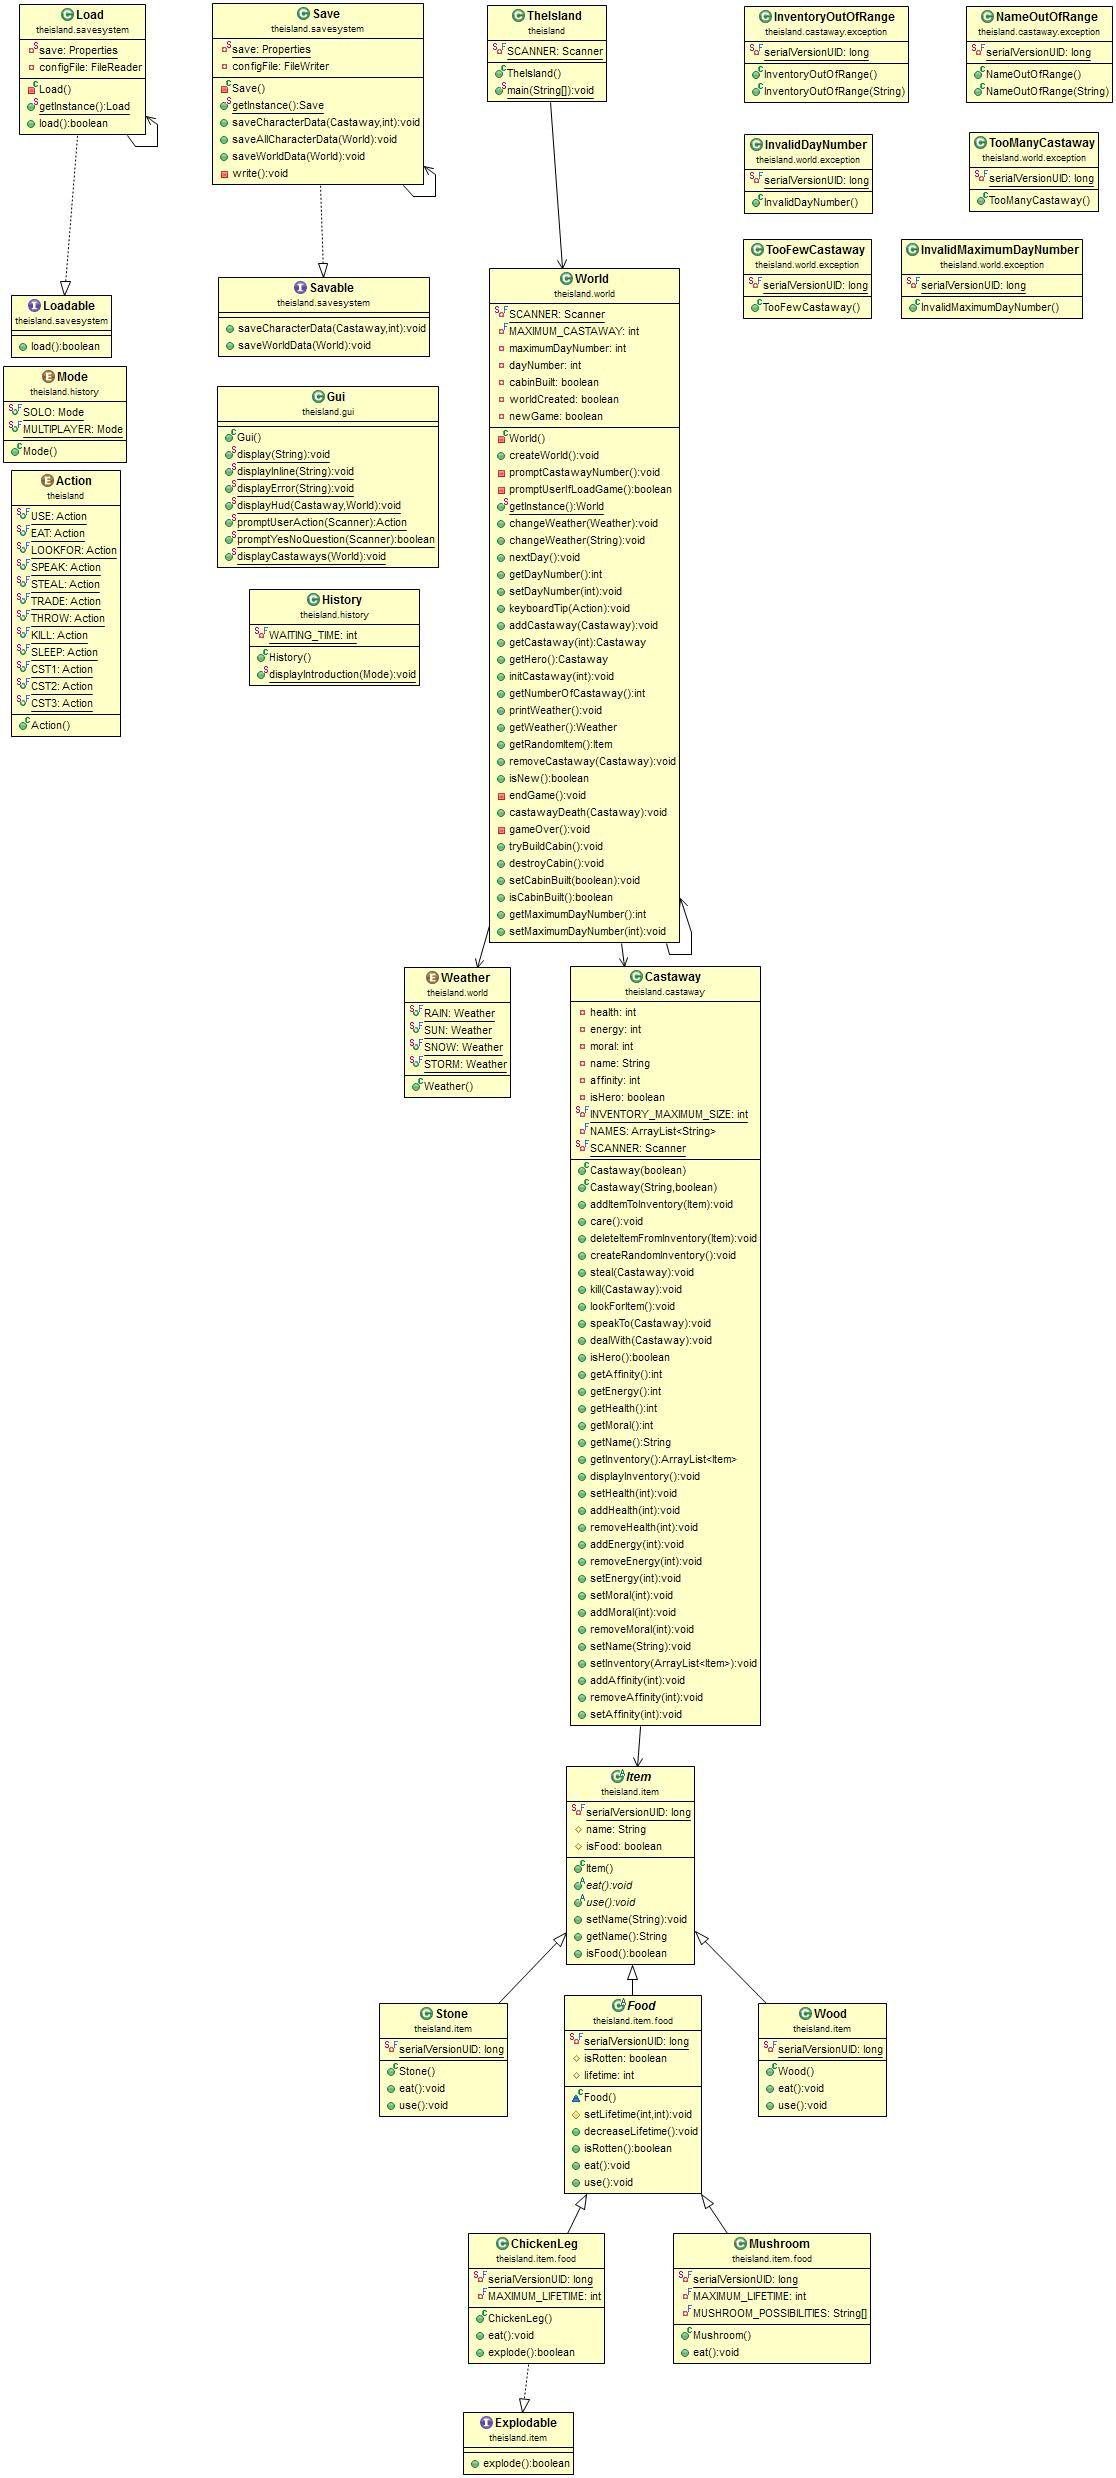 Load
theisland.savesystem
save: Properties
configFile: FileReader
Load()
getInstance():Load
load():boolean
Save
theisland.savesystem
save: Properties
configFile: FileWriter
Save()
getInstance():Save
saveCharacterData(Castaway,int):void
saveAllCharacterData(World):void
saveWorldData(World):void
write():void
TheIsland
theisland
SCANNER: Scanner
TheIsland()
main(String[]):void
InventoryOutOfRange
theisland.castaway.exception
serialVersionUID: long
InventoryOutOfRange()
InventoryOutOfRange(String)
NameOutOfRange
theisland.castaway.exception
serialVersionUID: long
NameOutOfRange()
NameOutOfRange(String)
InvalidDayNumber
theisland.world.exception
serialVersionUID: long
InvalidDayNumber()
TooManyCastaway
theisland.world.exception
serialVersionUID: long
TooManyCastaway()
TooFewCastaway
theisland.world.exception
serialVersionUID: long
TooFewCastaway()
InvalidMaximumDayNumber
theisland.world.exception
serialVersionUID: long
InvalidMaximumDayNumber()
Loadable
theisland.savesystem
load():boolean
Savable
theisland.savesystem
saveCharacterData(Castaway,int):void
saveWorldData(World):void
Mode
theisland.history
SOLO: Mode
MULTIPLAYER: Mode
Mode()
Gui
theisland.gui
Gui()
display(String):void
displayInline(String):void
displayError(String):void
displayHud(Castaway,World):void
promptUserAction(Scanner):Action
promptYesNoQuestion(Scanner):boolean
displayCastaways(World):void
Action
theisland
USE: Action
EAT: Action
LOOKFOR: Action
SPEAK: Action
STEAL: Action
TRADE: Action
THROW: Action
KILL: Action
SLEEP: Action
CST1: Action
CST2: Action
CST3: Action
Action()
History
theisland.history
WAITING_TIME: int
History()
displayIntroduction(Mode):void
World
theisland.world
SCANNER: Scanner
MAXIMUM_CASTAWAY: int
maximumDayNumber: int
dayNumber: int
cabinBuilt: boolean
worldCreated: boolean
newGame: boolean
World()
createWorld():void
promptCastawayNumber():void
promptUserIfLoadGame():boolean
getInstance():World
changeWeather(Weather):void
changeWeather(String):void
nextDay():void
getDayNumber():int
setDayNumber(int):void
keyboardTip(Action):void
addCastaway(Castaway):void
getCastaway(int):Castaway
getHero():Castaway
initCastaway(int):void
getNumberOfCastaway():int
printWeather():void
getWeather():Weather
getRandomItem():Item
removeCastaway(Castaway):void
isNew():boolean
endGame():void
castawayDeath(Castaway):void
gameOver():void
tryBuildCabin():void
destroyCabin():void
setCabinBuilt(boolean):void
isCabinBuilt():boolean
getMaximumDayNumber():int
setMaximumDayNumber(int):void
Weather
theisland.world
RAIN: Weather
SUN: Weather
SNOW: Weather
STORM: Weather
Weather()
Castaway
theisland.castaway
health: int
energy: int
moral: int
name: String
affinity: int
isHero: boolean
INVENTORY_MAXIMUM_SIZE: int
NAMES: ArrayList<String>
SCANNER: Scanner
Castaway(boolean)
Castaway(String,boolean)
addItemToInventory(Item):void
care():void
deleteItemFromInventory(Item):void
createRandomInventory():void
steal(Castaway):void
kill(Castaway):void
lookForItem():void
speakTo(Castaway):void
dealWith(Castaway):void
isHero():boolean
getAffinity():int
getEnergy():int
getHealth():int
getMoral():int
getName():String
getInventory():ArrayList<Item>
displayInventory():void
setHealth(int):void
addHealth(int):void
removeHealth(int):void
addEnergy(int):void
removeEnergy(int):void
setEnergy(int):void
setMoral(int):void
addMoral(int):void
removeMoral(int):void
setName(String):void
setInventory(ArrayList<Item>):void
addAffinity(int):void
removeAffinity(int):void
setAffinity(int):void
Item
theisland.item
serialVersionUID: long
name: String
isFood: boolean
Item()
eat():void
use():void
setName(String):void
getName():String
isFood():boolean
Stone
theisland.item
serialVersionUID: long
Stone()
eat():void
use():void
Food
theisland.item.food
serialVersionUID: long
isRotten: boolean
lifetime: int
Food()
setLifetime(int,int):void
decreaseLifetime():void
isRotten():boolean
eat():void
use():void
Wood
theisland.item
serialVersionUID: long
Wood()
eat():void
use():void
ChickenLeg
theisland.item.food
serialVersionUID: long
MAXIMUM_LIFETIME: int
ChickenLeg()
eat():void
explode():boolean
Mushroom
theisland.item.food
serialVersionUID: long
MAXIMUM_LIFETIME: int
MUSHROOM_POSSIBILITIES: String[]
Mushroom()
eat():void
Explodable
theisland.item
explode():boolean